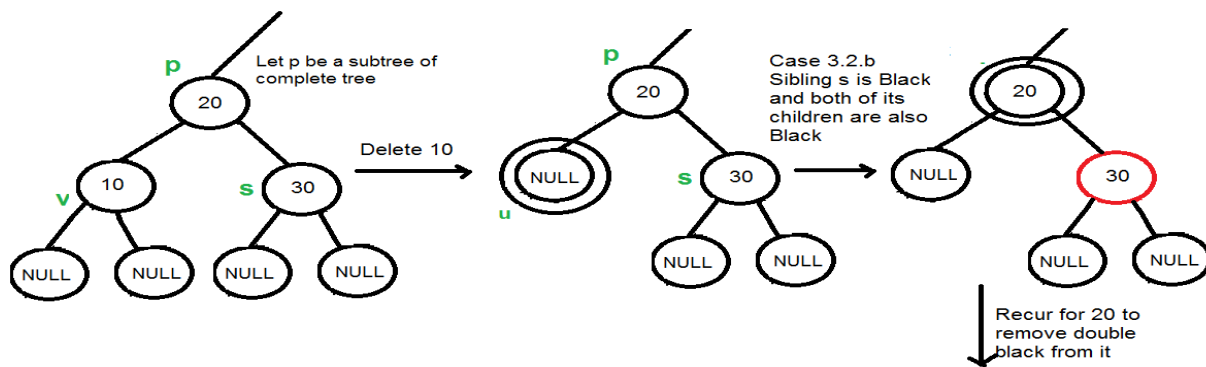 p
Let p be a subtree of
complete tree
20
10
v
s
30
NULL
NULL
NULL
NULL
Delete 10
p
20
NULL
u
s
30
NULL
NULL
Case 3.2.b
Sibling s is Black
and both of its
children are also
Black
20
NULL
30
NULL
NULL
Recur for 20 to
remove double
black from it